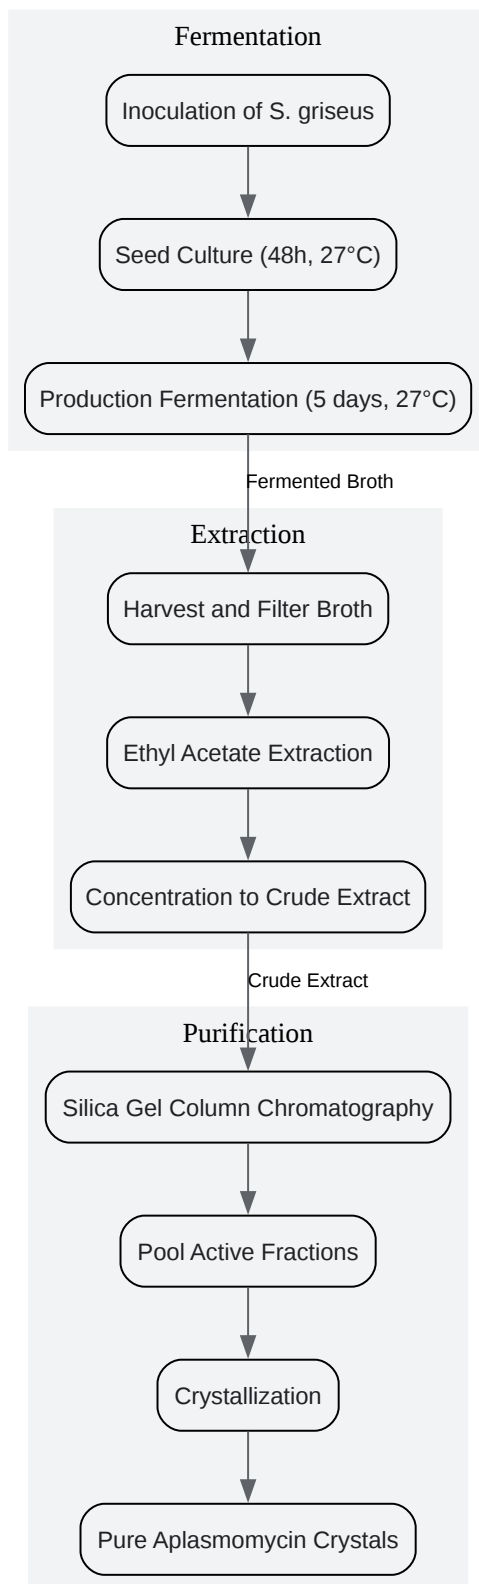 Fermentation
Inoculation of S. griseus
Seed Culture (48h, 27°C)
Production Fermentation (5 days, 27°C)
Fermented Broth
Extraction
Harvest and Filter Broth
Ethyl Acetate Extraction
Concentration to Crude Extract
Crude Extract
Purification
Silica Gel Column Chromatography
Pool Active Fractions
Crystallization
Pure Aplasmomycin Crystals